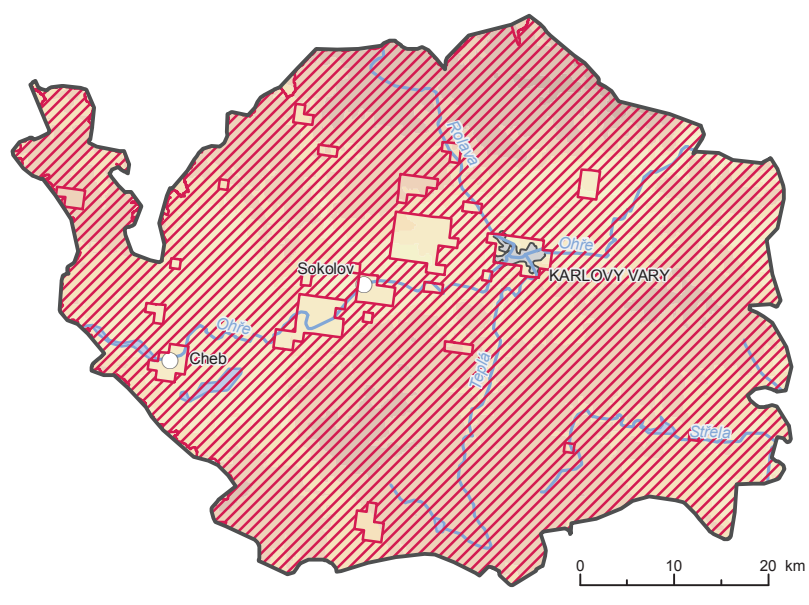 Rolava
Ohře
Sokolov
KARLOVY VARY
Ohře
Cheb
Teplá
Střela
0 10 20 km